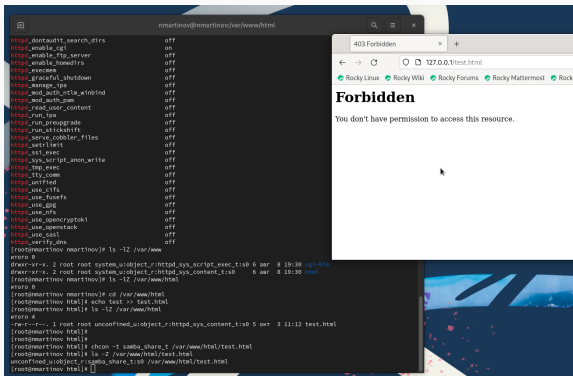 nmartinov@nmartinov:/var/www/html
httpd_dontaudit_search_dirs off
httpd_enable_cgi on
httpd_enable_ftp_server off
httpd_enable_homedirs off
httpd_execmem off
httpd_graceful_shutdown off
httpd_manage_ipa off
httpd_mod_auth_ntlm_winbind off
httpd_mod_auth_pam off
httpd_read_user_content off
httpd_run_ipa off
httpd_run_preupgrade off
httpd_run_stickshift off
httpd_serve_cobbler_files off
httpd_setrlimit off
httpd_ssi_exec off
httpd_sys_script_anon_write off
httpd_tmp_exec off
httpd_tty_comm off
httpd_unified off
httpd_use_cifs off
httpd_use_fusefs off
httpd_use_gpg off
httpd_use_nfs off
httpd_use_opencryptoki off
httpd_use_openstack off
httpd_use_sasl off
httpd_verify_dns off
[root@nmartinov nmartinov]# ls -lZ /var/www
итого 0
drwxr-xr-x. 2 root root system_u:object_r:httpd_sys_script_exec_t:s0 6 авг 8 19:30 cgi-bin
drwxr-xr-x. 2 root root system_u:object_r:httpd_sys_content_t:s0 6 авг 8 19:30 html
[root@nmartinov nmartinov]# ls -lZ /var/www/html
итого 0
[root@nmartinov nmartinov]# cd /var/www/html
[root@nmartinov html]# echo test >> test.html
[root@nmartinov html]# ls -lZ /var/www/html
итого 4
-rw-r--r--. 1 root root unconfined_u:object_r:httpd_sys_content_t:s0 5 окт 3 11:12 test.html
[root@nmartinov html]#
[root@nmartinov html]#
[root@nmartinov html]# chcon -t samba_share_t /var/www/html/test.html
[root@nmartinov html]# ls -Z /var/www/html/test.html
unconfined_u:object_r:samba_share_t:s0 /var/www/html/test.html
[root@nmartinov html]#
403 Forbidden
127.0.0.1/test.html
Rocky Linux Rocky Wiki Rocky Forums Rocky Mattermost Rock
Forbidden
You don't have permission to access this resource.